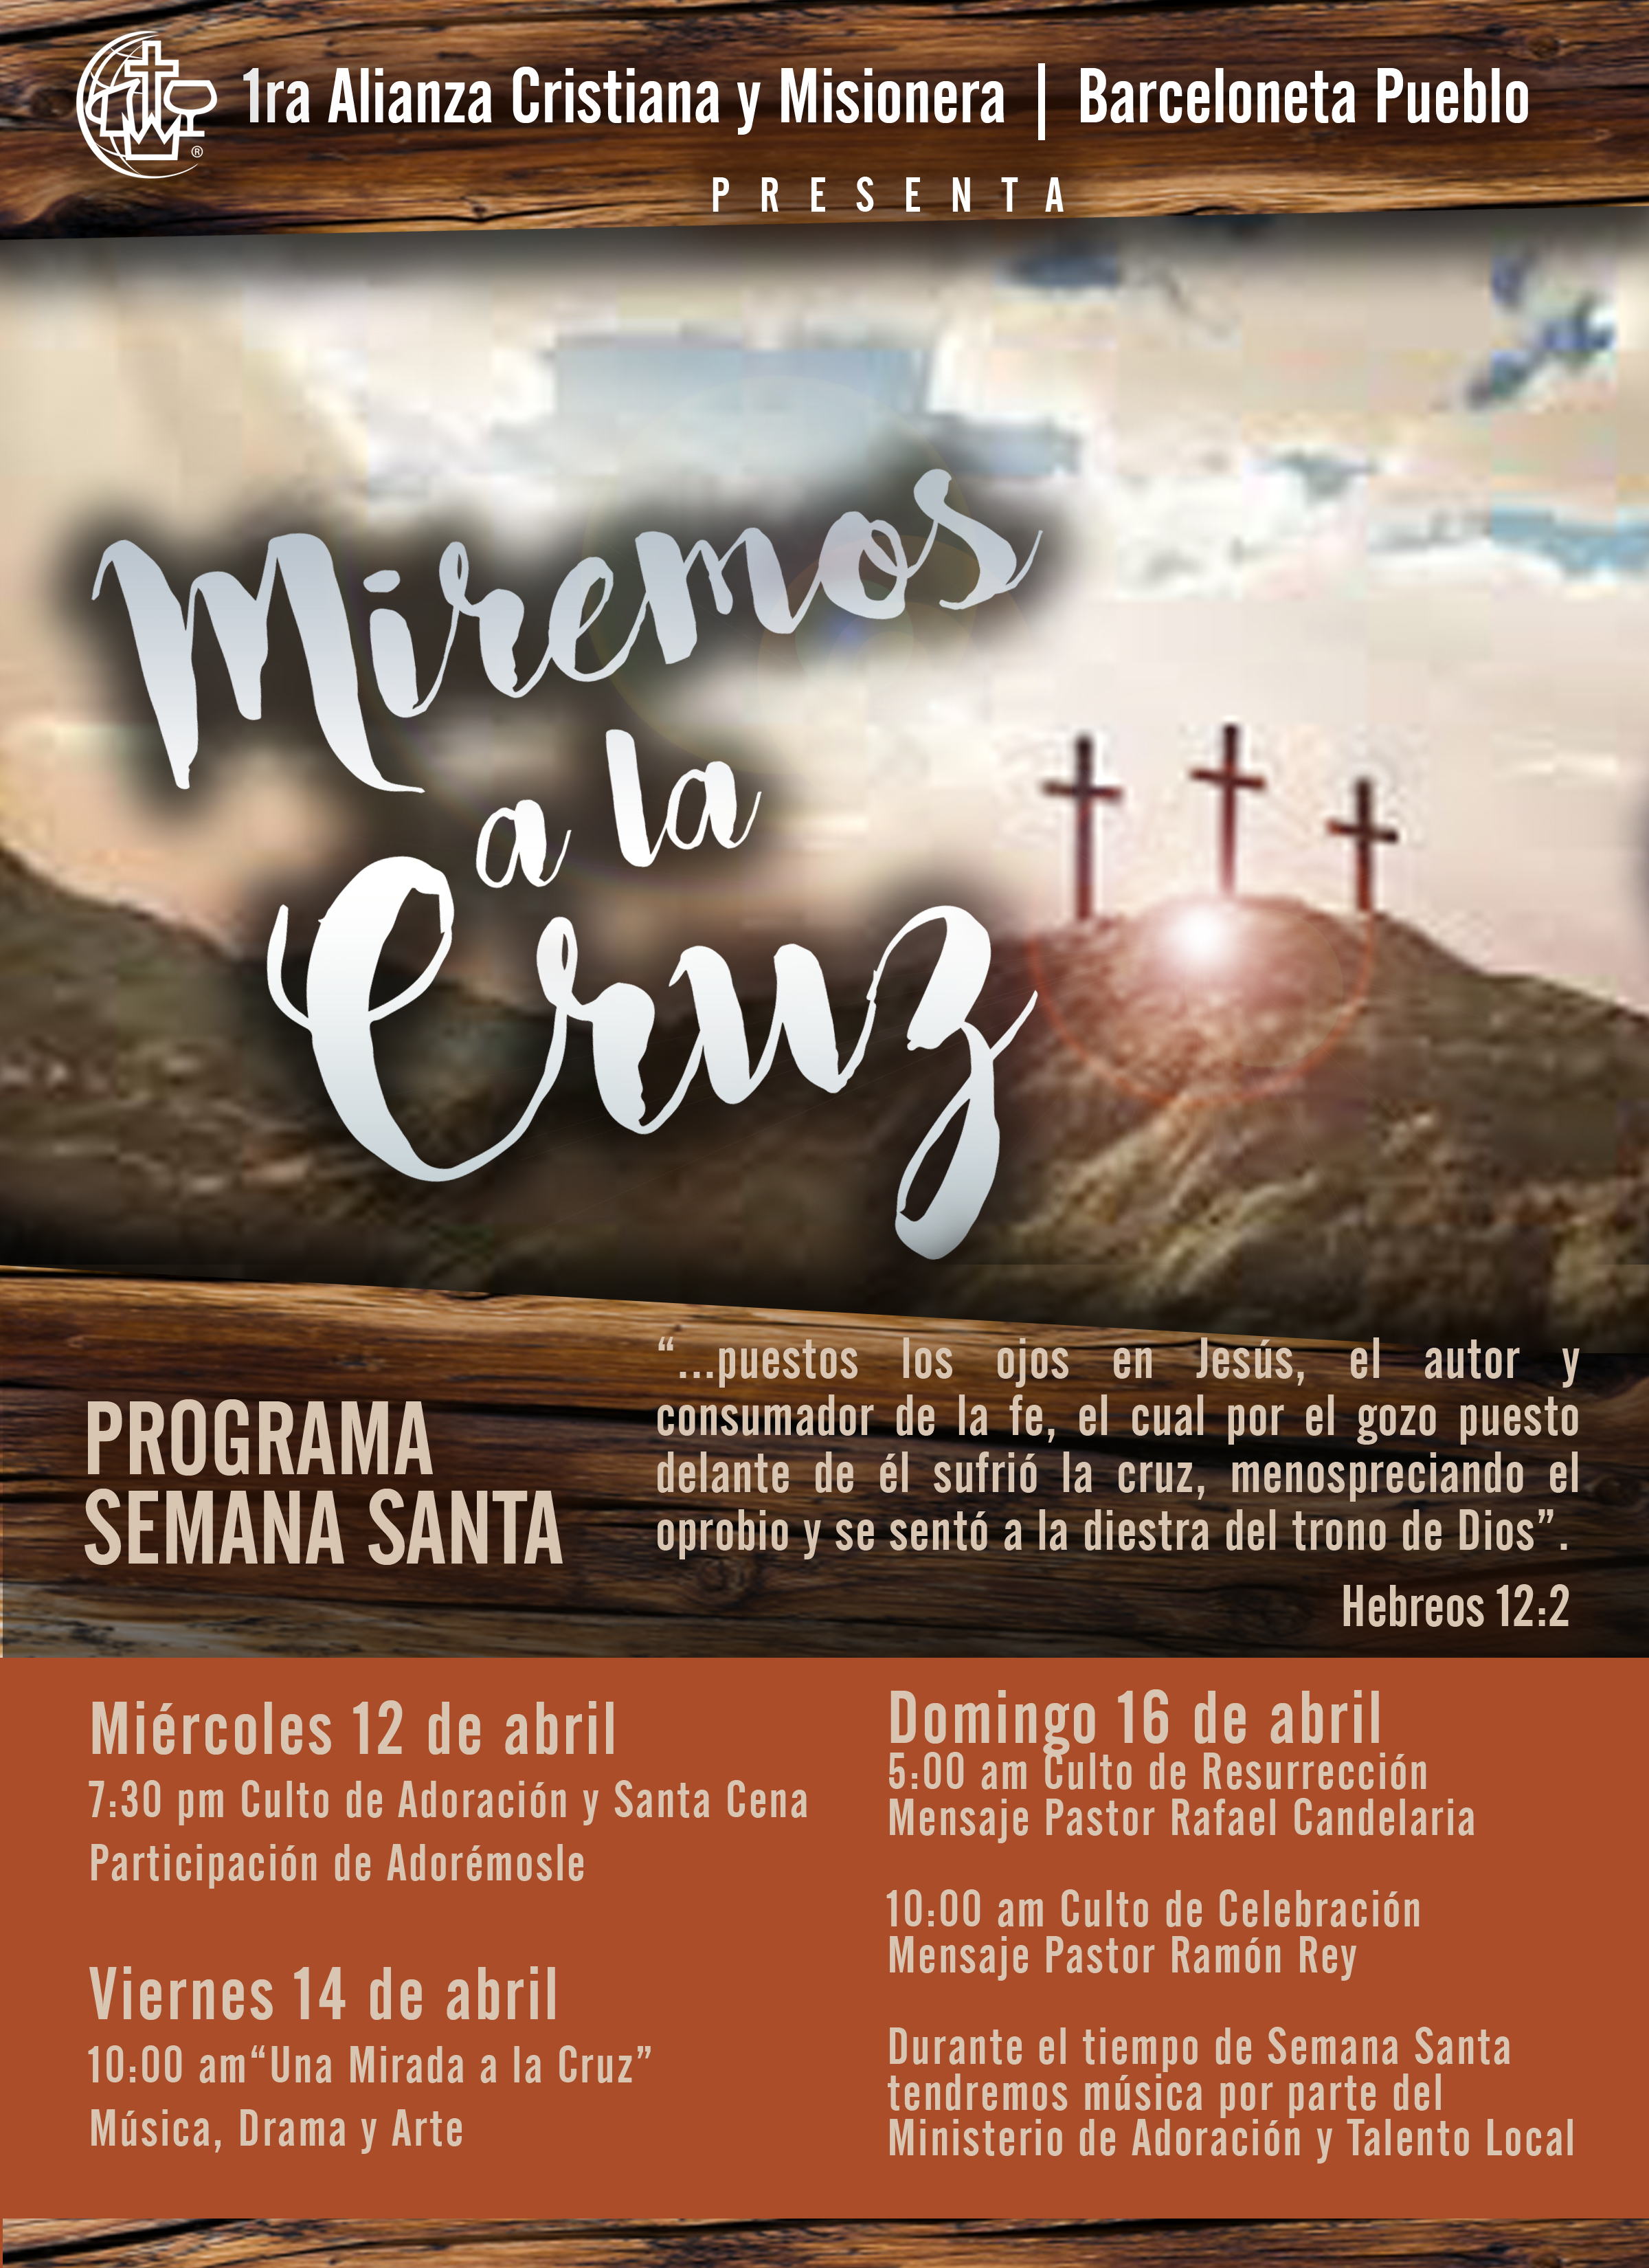 1ra Alianza Cristiana y Misionera | Barceloneta Pueblo
®
PRESENTA
Miremos
a la
Cruz
PROGRAMA
SEMANA SANTA
“...puestos los ojos en Jesús, el autor y
consumador de la fe, el cual por el gozo puesto
delante de él sufrió la cruz, menospreciando el
oprobio y se sentó a la diestra del trono de Dios”.
Hebreos 12:2
Miércoles 12 de abril
7:30 pm Culto de Adoración y Santa Cena
Participación de Adorémosle
Viernes 14 de abril
10:00 am“Una Mirada a la Cruz”
Música, Drama y Arte
Domingo 16 de abril
5:00 am Culto de Resurrección
Mensaje Pastor Rafael Candelaria
10:00 am Culto de Celebración
Mensaje Pastor Ramón Rey
Durante el tiempo de Semana Santa
tendremos música por parte del
Ministerio de Adoración y Talento Local